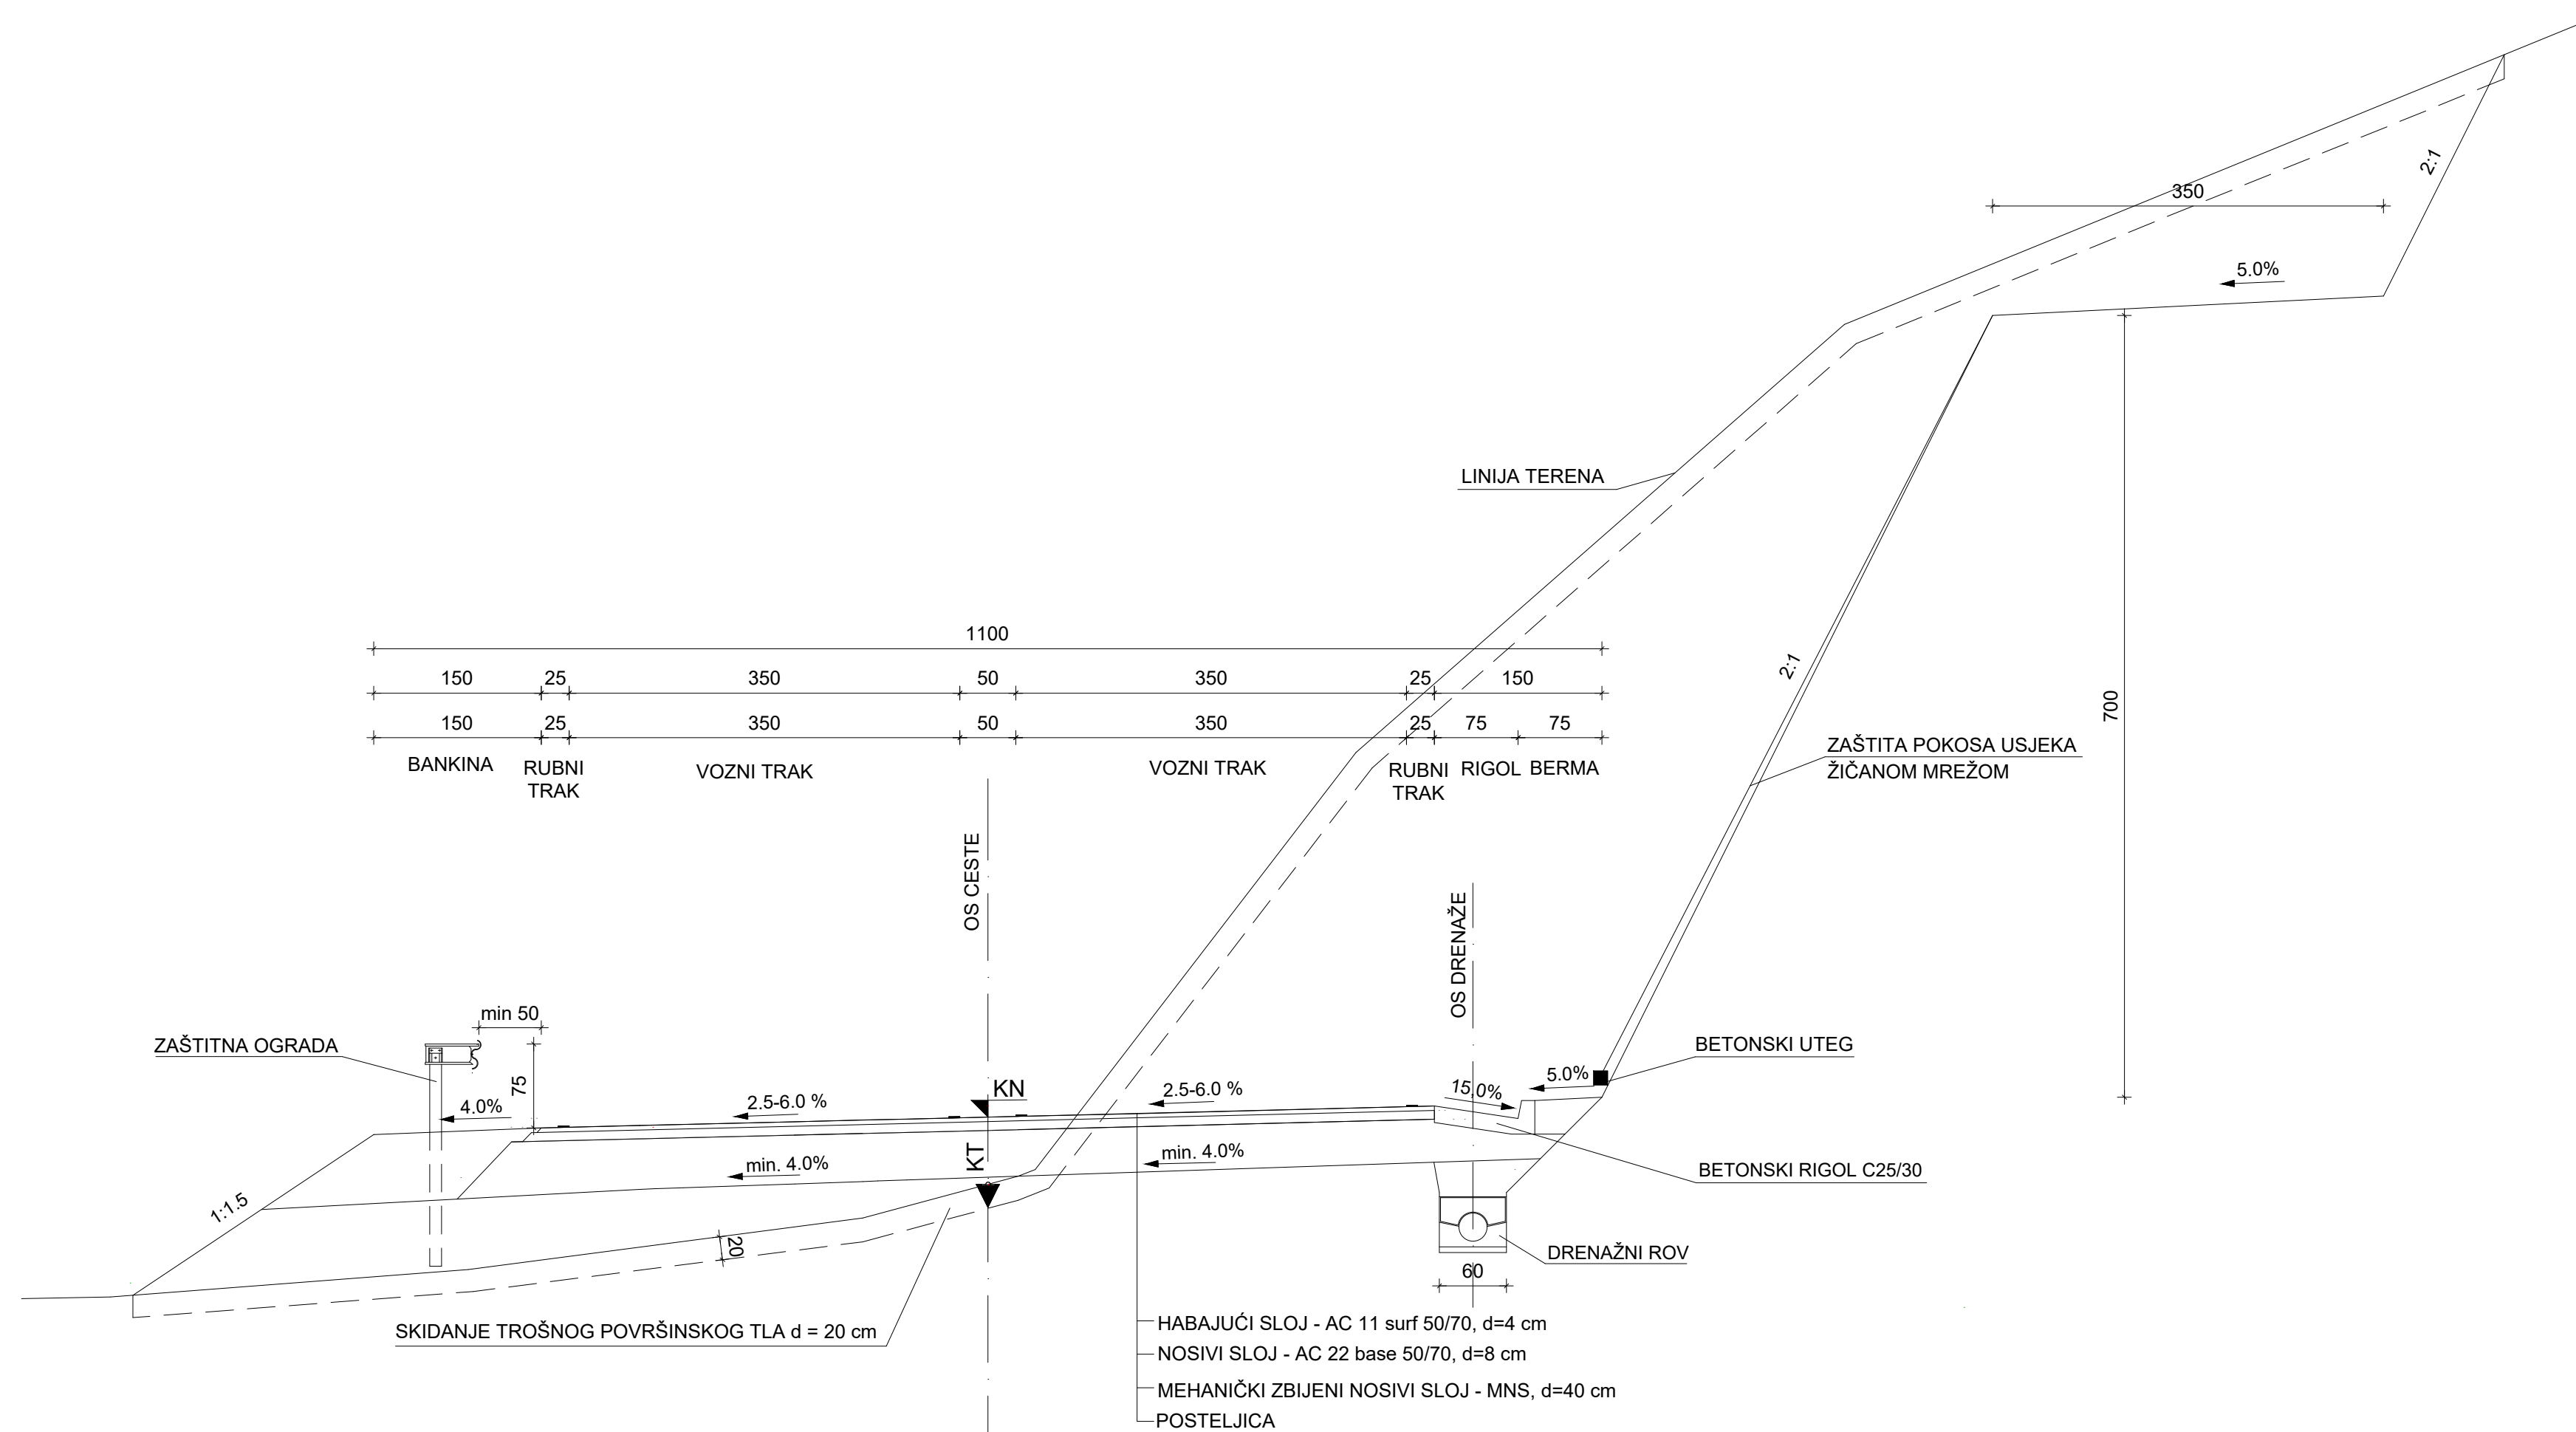 2:1
350
5.0%
LINIJA TERENA
1100
150 25 350 50 350 25 150
150 25 350 50 350 25 75 75
BANKINA
RUBNI
TRAK
VOZNI TRAK
VOZNI TRAK
RUBNI
TRAK
RIGOL
BERMA
2:1
700
ZAŠTITA POKOSA USJEKA
ŽIČANOM MREŽOM
OS CESTE
OS DRENAŽE
min 50
ZAŠTITNA OGRADA
75
4.0%
2.5-6.0 %
KN
2.5-6.0 %
15,0%
5.0%
BETONSKI UTEG
KT
min. 4.0%
min. 4.0%
BETONSKI RIGOL C25/30
1:1.5
20
DRENAŽNI ROV
60
SKIDANJE TROŠNOG POVRŠINSKOG TLA d = 20 cm
HABAJUĆI SLOJ - AC 11 surf 50/70, d=4 cm
NOSIVI SLOJ - AC 22 base 50/70, d=8 cm
MEHANIČKI ZBIJENI NOSIVI SLOJ - MNS, d=40 cm
POSTELJICA